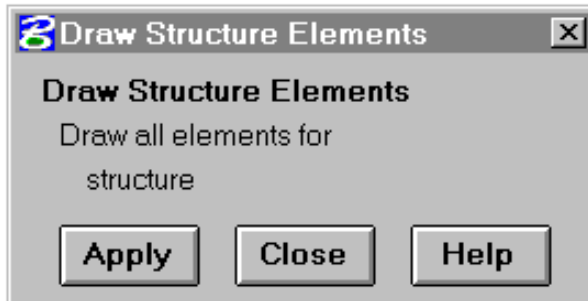 Draw Structure Elements
Draw Structure Elements
Draw all elements for
structure
Apply Close Help